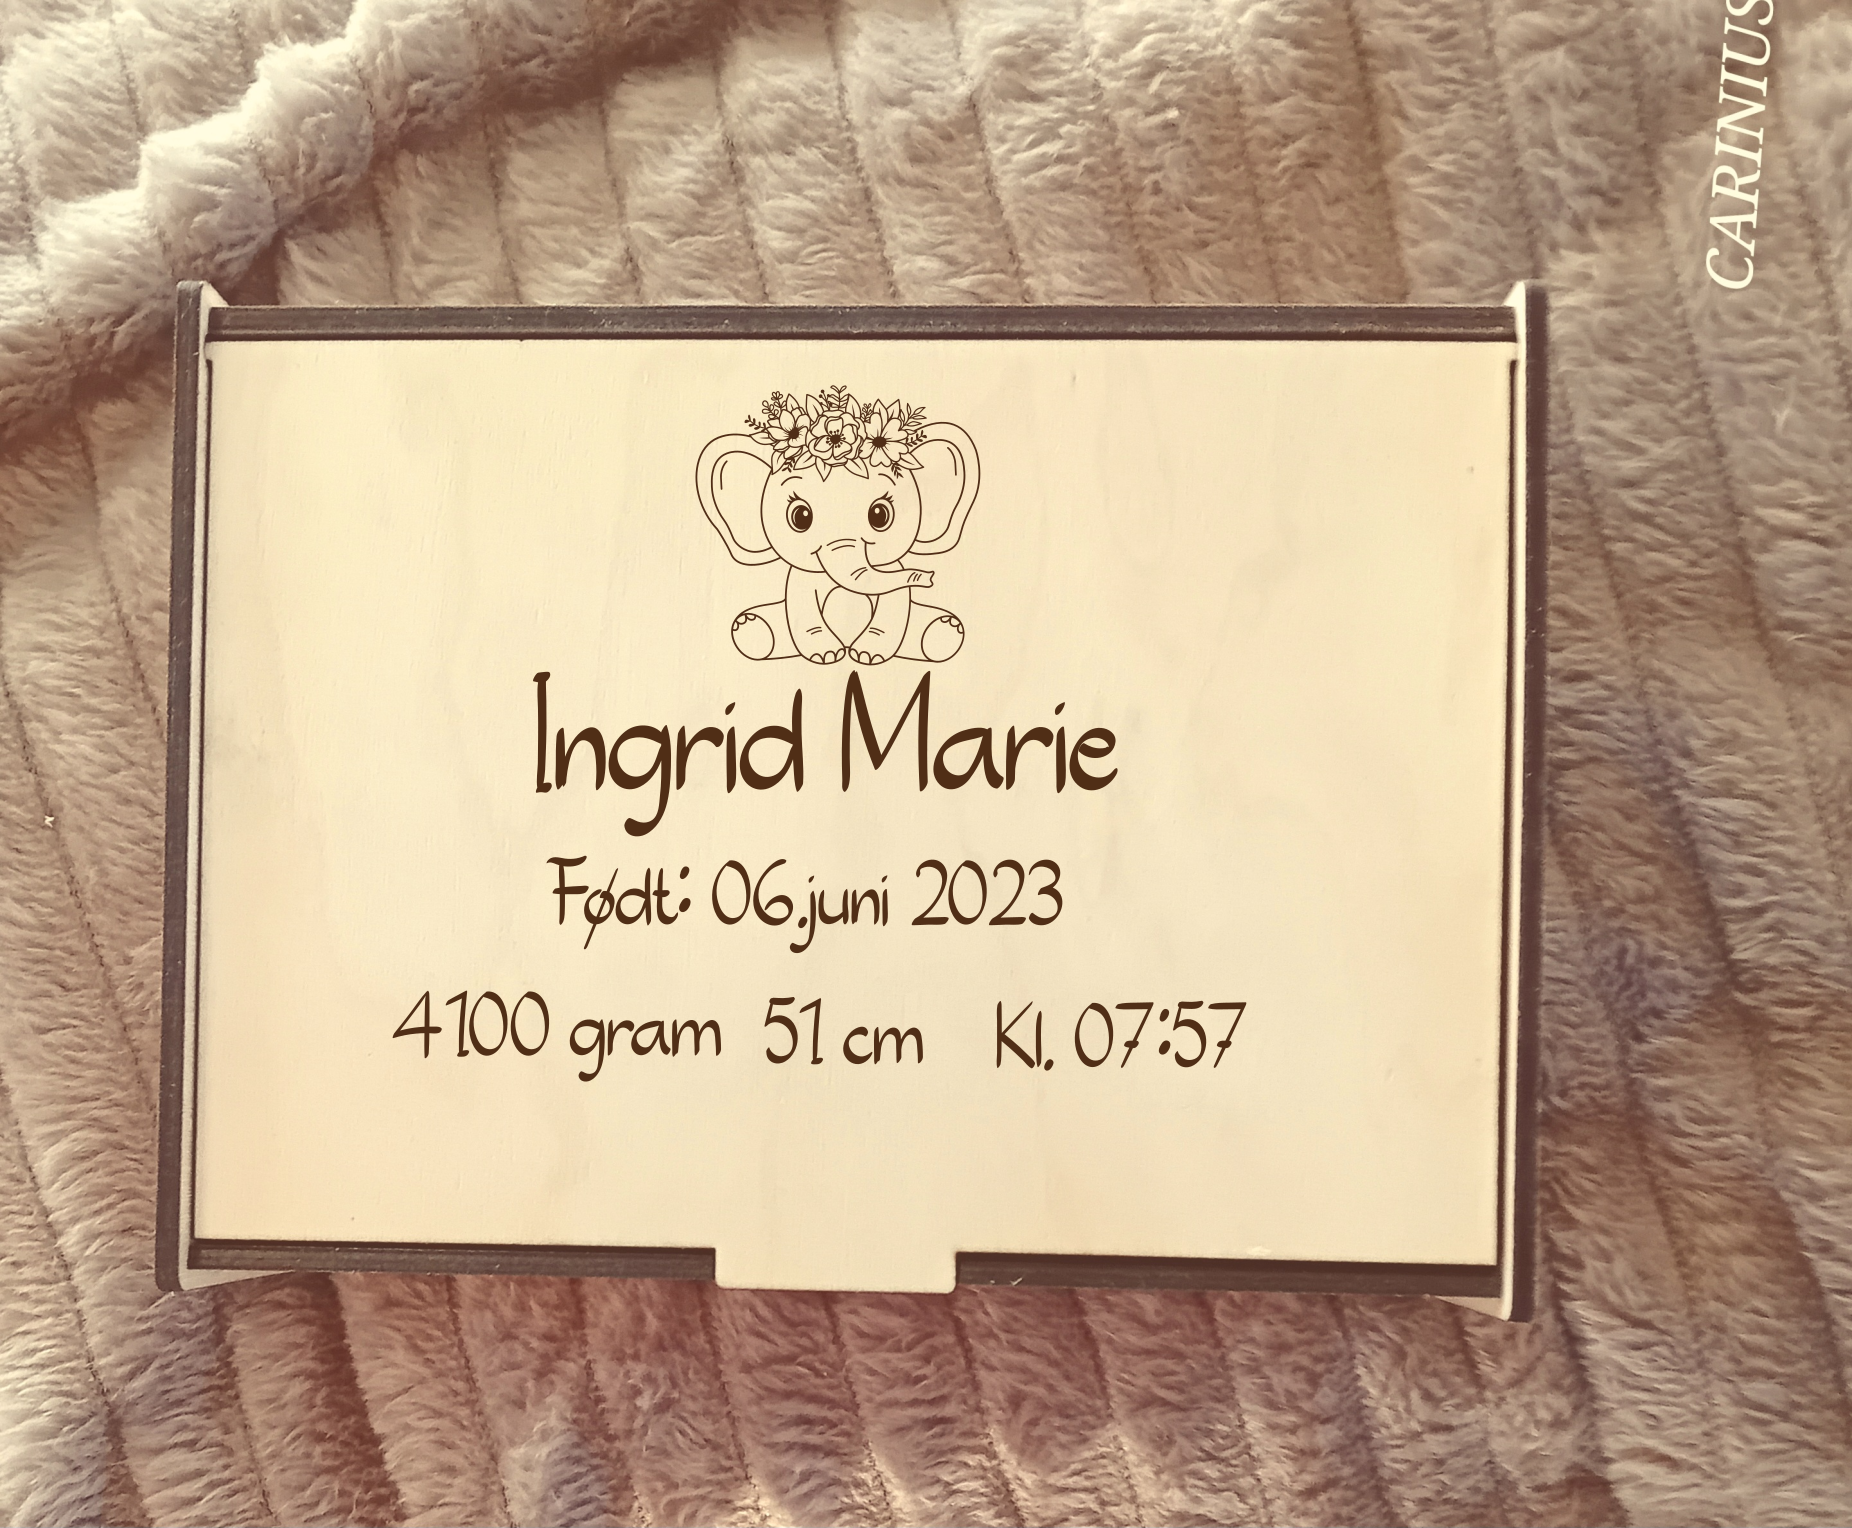 CARINIUS
Ingrid Marie
Født: 06.juni 2023
4100 gram 51 cm Kl. 07:57